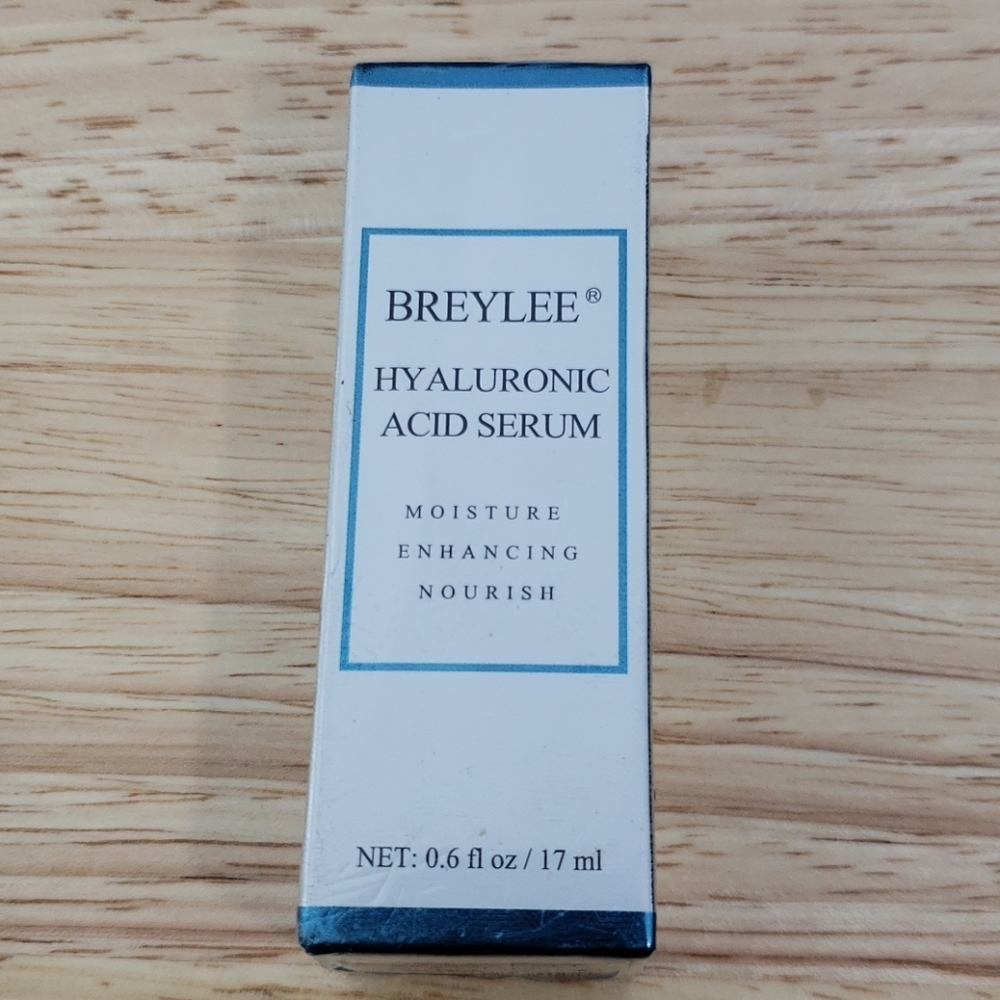 BREYLEE®
HYALURONIC
ACID SERUM
MOISTURE
ENHANCING
NOURISH
NET: 0.6 fl oz / 17 ml